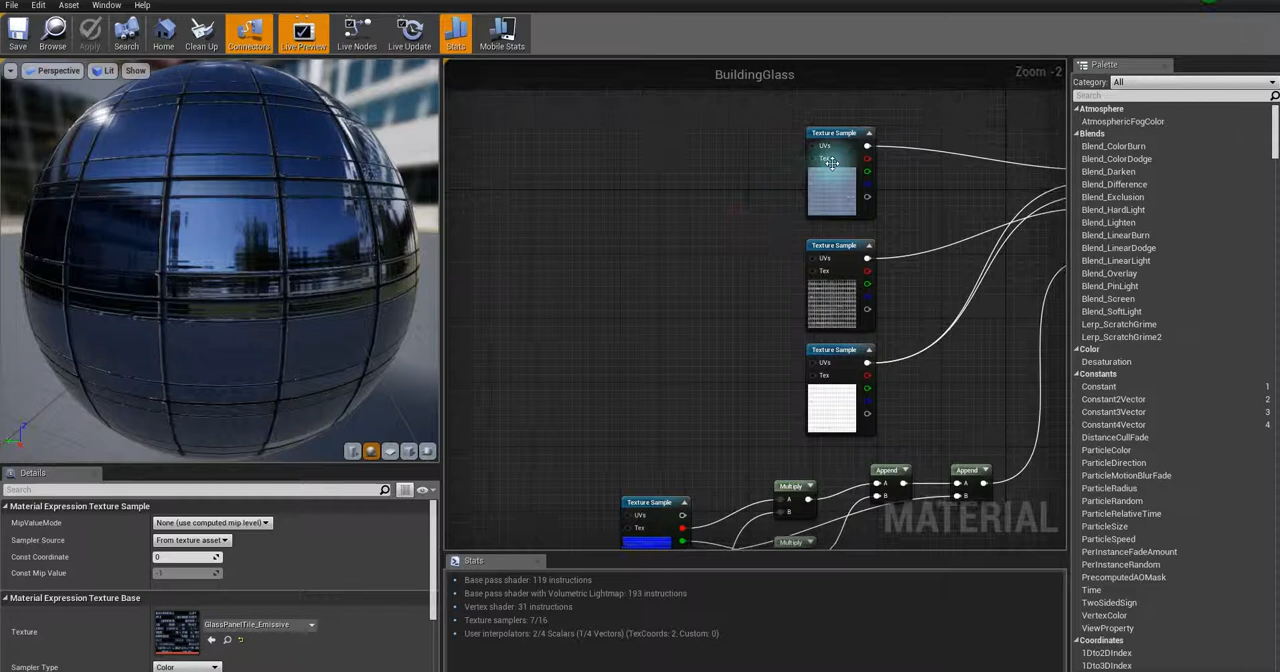 File Edit Asset Window Help
Save Browse Apply Search Home Clean Up Connectors Live Preview Live Nodes Live Update Stats Mobile Stats
Perspective Lit Show
BuildingGlass
Zoom -2
Texture Sample
UVs
Tex
Texture Sample
UVs
Tex
Texture Sample
UVs
Tex
Texture Sample
UVs
Tex
Multiply
A
B
Multiply
Append
A
B
Append
A
B
MATERIAL
Palette
Category: All
Search
Atmosphere
AtmosphericFogColor
Blends
Blend_ColorBurn
Blend_ColorDodge
Blend_Darken
Blend_Difference
Blend_Exclusion
Blend_HardLight
Blend_Lighten
Blend_LinearBurn
Blend_LinearDodge
Blend_LinearLight
Blend_Overlay
Blend_PinLight
Blend_Screen
Blend_SoftLight
Lerp_ScratchGrime
Lerp_ScratchGrime2
Color
Desaturation
Constants
Constant 1
Constant2Vector 2
Constant3Vector 3
Constant4Vector 4
DistanceCullFade
ParticleColor
ParticleDirection
ParticleMotionBlurFade
ParticleRadius
ParticleRandom
ParticleRelativeTime
ParticleSize
ParticleSpeed
PerInstanceFadeAmount
PerInstanceRandom
PrecomputedAOMask
Time
TwoSidedSign
VertexColor
ViewProperty
Coordinates
1Dto2DIndex
1Dto3DIndex
Details
Search
Material Expression Texture Sample
MipValueMode None (use computed mip level)
Sampler Source From texture asset
Const Coordinate 0
Const Mip Value -1
Material Expression Texture Base
Texture GlassPanelTile_Emissive
Sampler Type Color
Stats
Base pass shader: 119 instructions
Base pass shader with Volumetric Lightmap: 193 instructions
Vertex shader: 31 instructions
Texture samplers: 7/16
User interpolators: 2/4 Scalars (1/4 Vectors) (TexCoords: 2, Custom: 0)